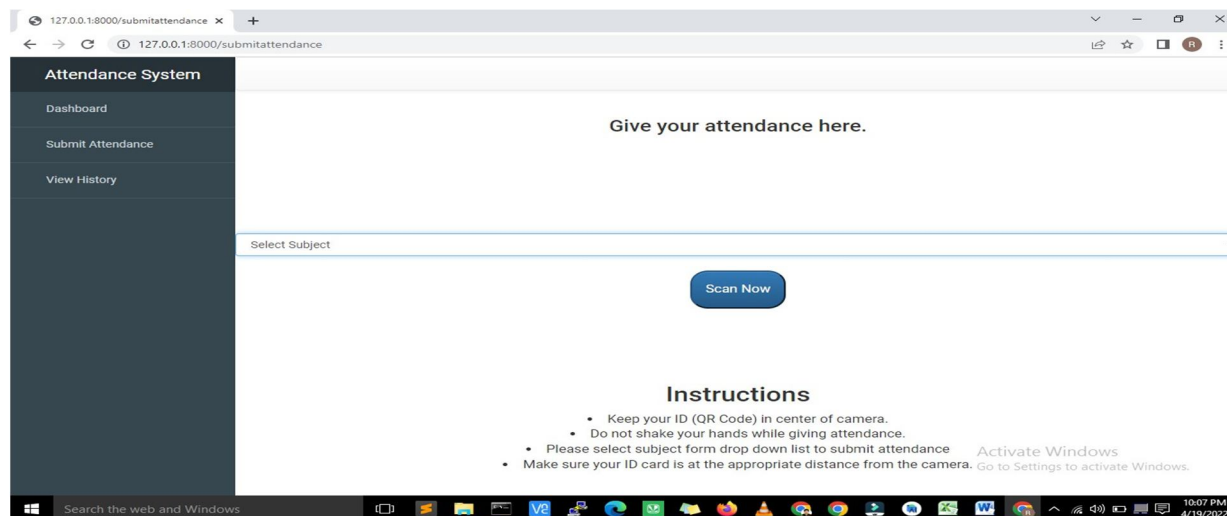 127.0.0.1:8000/submitattendance
127.0.0.1:8000/submitattendance
R
Attendance System
Dashboard
Submit Attendance
View History
Give your attendance here.
Select Subject
Scan Now
Instructions
• Keep your ID (QR Code) in center of camera.
• Do not shake your hands while giving attendance.
• Please select subject form drop down list to submit attendance
• Make sure your ID card is at the appropriate distance from the camera.
Activate Windows
Go to Settings to activate Windows.
Search the web and Windows
10:07 PM